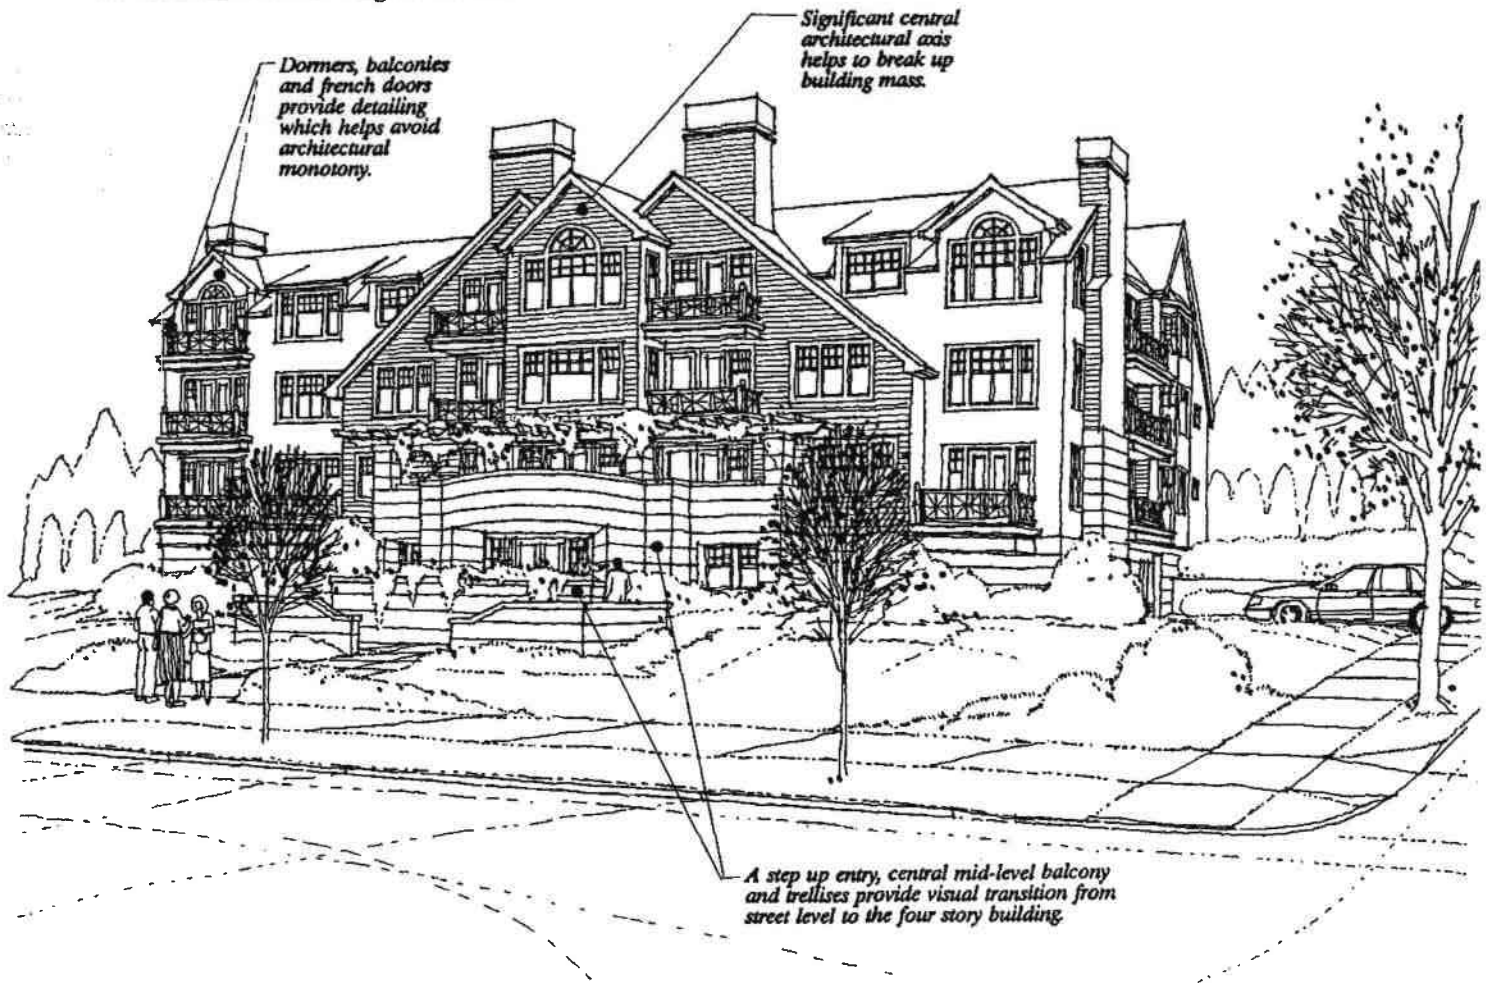 Significant central
architectural axis
helps to break up
building mass.
Dormers, balconies
and french doors
provide detailing
which helps avoid
architectural
monotony.
A step up entry, central mid-level balcony
and trellises provide visual transition from
street level to the four story building.